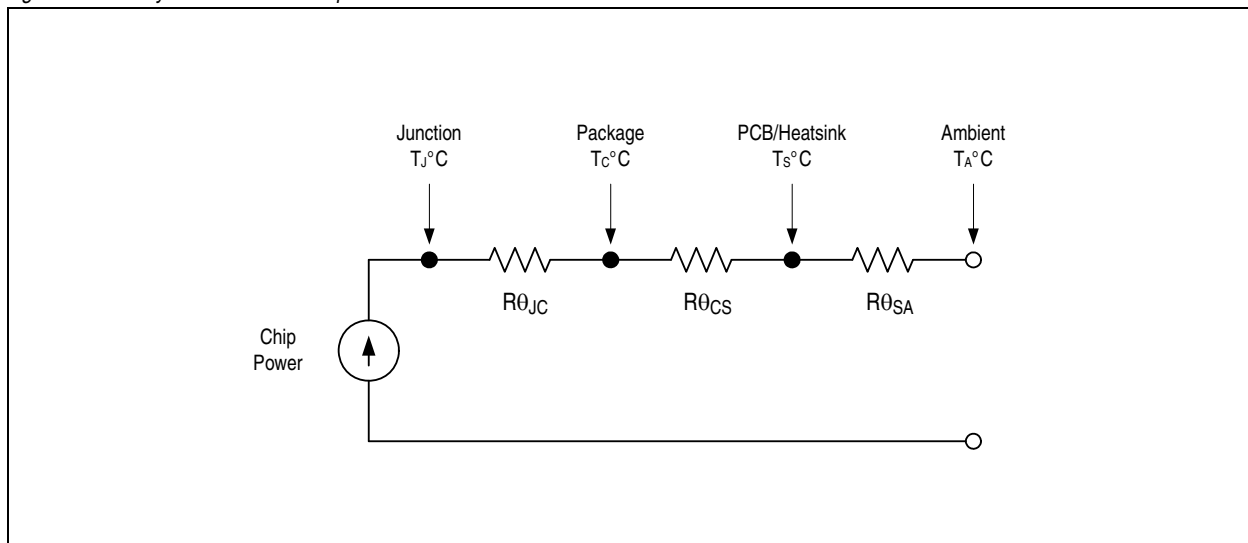 Junction
TJ°C
Package
TC°C
PCB/Heatsink
TS°C
Ambient
TA°C
RθJC
RθCS
RθSA
Chip
Power